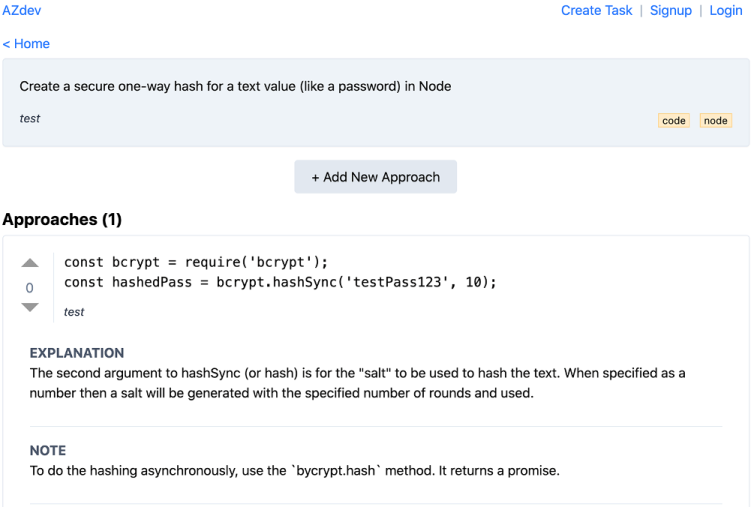 AZdev
Create Task | Signup | Login
< Home
Create a secure one-way hash for a text value (like a password) in Node
test
code node
+ Add New Approach
Approaches (1)
const bcrypt = require('bcrypt');
const hashedPass = bcrypt.hashSync('testPass123', 10);
0
test
EXPLANATION
The second argument to hashSync (or hash) is for the "salt" to be used to hash the text. When specified as a
number then a salt will be generated with the specified number of rounds and used.
NOTE
To do the hashing asynchronously, use the `bycrypt.hash` method. It returns a promise.